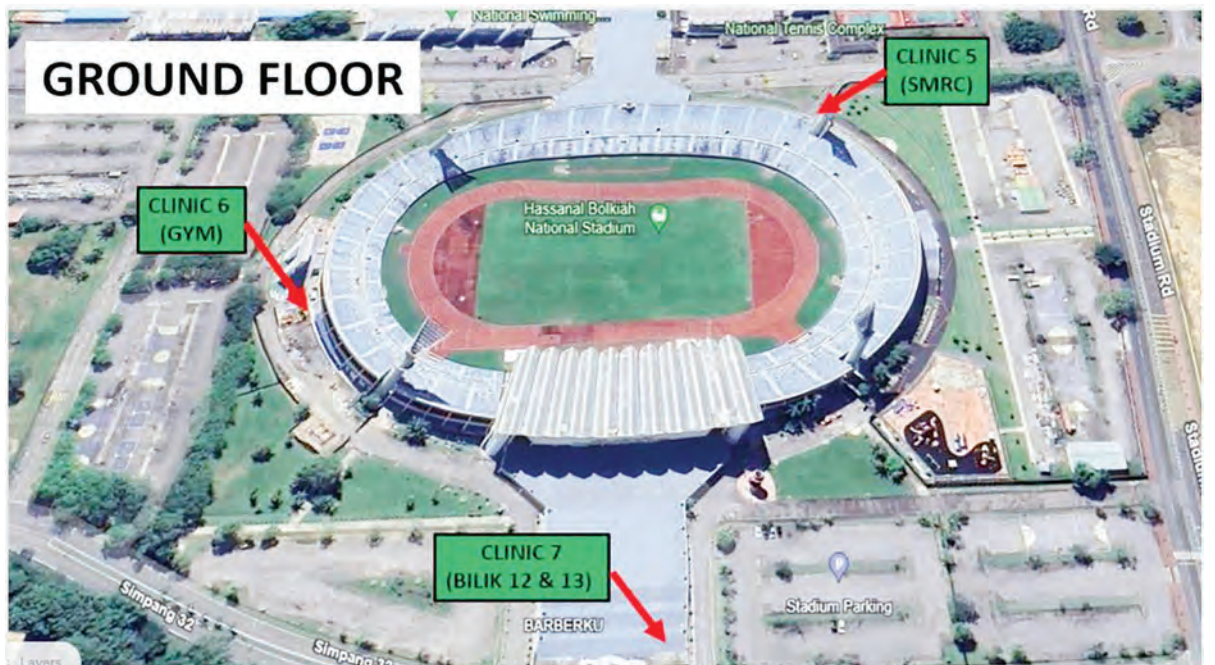 National Swimming...
National Tennis Complex
GROUND FLOOR
CLINIC 5
(SMRC)
CLINIC 6
(GYM)
Hassanal Bolkiah
National Stadium
Stadium Rd
CLINIC 7
(BILIK 12 & 13)
Simpang 32
BARBERKU
P
Stadium Parking
Layers